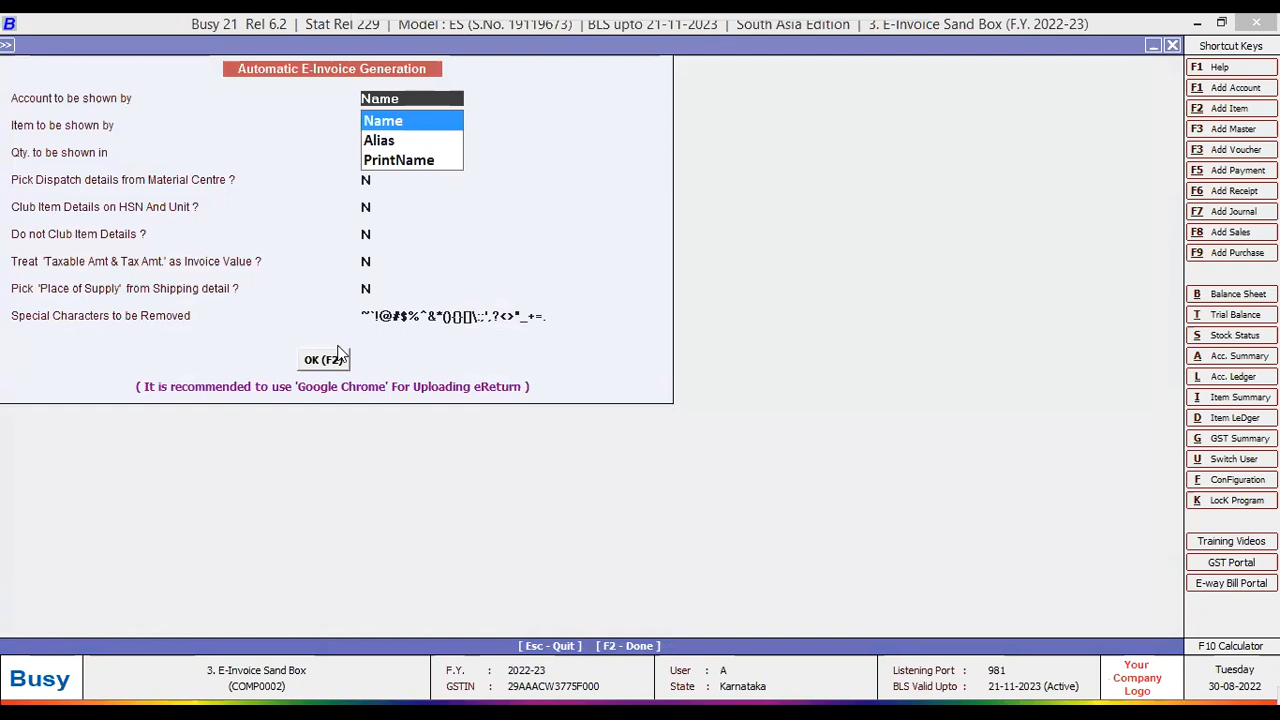 B Busy 21 Rel 6.2 | Stat Rel 229 | Model : ES (S.No. 19119673) | BLS upto 21-11-2023 | South Asia Edition | 3. E-Invoice Sand Box (F.Y. 2022-23)
>>
Automatic E-Invoice Generation
Account to be shown by Name
Item to be shown by
Qty. to be shown in
Name
Alias
PrintName
Pick Dispatch details from Material Centre ? N
Club Item Details on HSN And Unit ? N
Do not Club Item Details ? N
Treat 'Taxable Amt & Tax Amt.' as Invoice Value ? N
Pick 'Place of Supply' from Shipping detail ? N
Special Characters to be Removed ~`!@#$%^&*(){}[]\:;',?<>"_+=.
OK (F2)
( It is recommended to use 'Google Chrome' For Uploading eReturn )
[ Esc - Quit ] [ F2 - Done ]
Shortcut Keys
F1 Help
F1 Add Account
F2 Add Item
F3 Add Master
F3 Add Voucher
F5 Add Payment
F6 Add Receipt
F7 Add Journal
F8 Add Sales
F9 Add Purchase
B Balance Sheet
T Trial Balance
S Stock Status
A Acc. Summary
L Acc. Ledger
I Item Summary
D Item LeDger
G GST Summary
U Switch User
F ConFiguration
K LocK Program
Training Videos
GST Portal
E-way Bill Portal
F10 Calculator
Busy
3. E-Invoice Sand Box
(COMP0002)
F.Y. : 2022-23
GSTIN : 29AAACW3775F000
User : A
State : Karnataka
Listening Port : 981
BLS Valid Upto : 21-11-2023 (Active)
Your
Company
Logo
Tuesday
30-08-2022